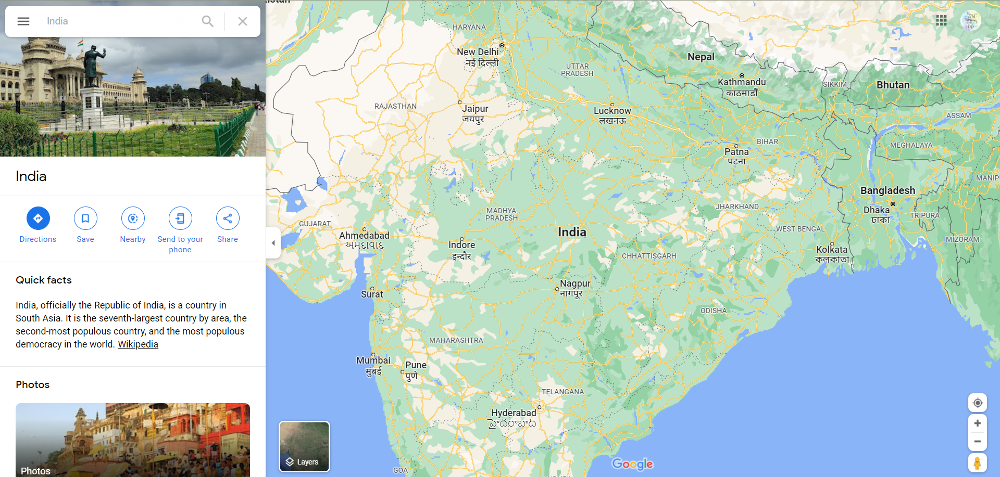 India
India
Directions
Save
Nearby
Send to your
phone
Share
Quick facts
India, officially the Republic of India, is a country in
South Asia. It is the seventh-largest country by area, the
second-most populous country, and the most populous
democracy in the world. Wikipedia
Photos
Photos
HARYANA
New Delhi
नई दिल्ली
UTTAR
PRADESH
Nepal
Kathmandu
काठमाडौं
SIKKIM
Bhutan
RAJASTHAN
Jaipur
जयपुर
Lucknow
लखनऊ
ASSAM
BIHAR
Patna
पटना
MEGHALAYA
MANIP
Bangladesh
Dhaka
ঢাকা
TRIPURA
GUJARAT
Ahmedabad
અમદાવાદ
MADHYA
PRADESH
Indore
इन्दौर
India
JHARKHAND
WEST BENGAL
MIZORAM
CHHATTISGARH
Kolkata
কলকাতা
Surat
Nagpur
नागपूर
ODISHA
MAHARASHTRA
Mumbai
मुंबई
Pune
पुणे
TELANGANA
Hyderabad
హైదరాబాద్
Layers
GOA
Google